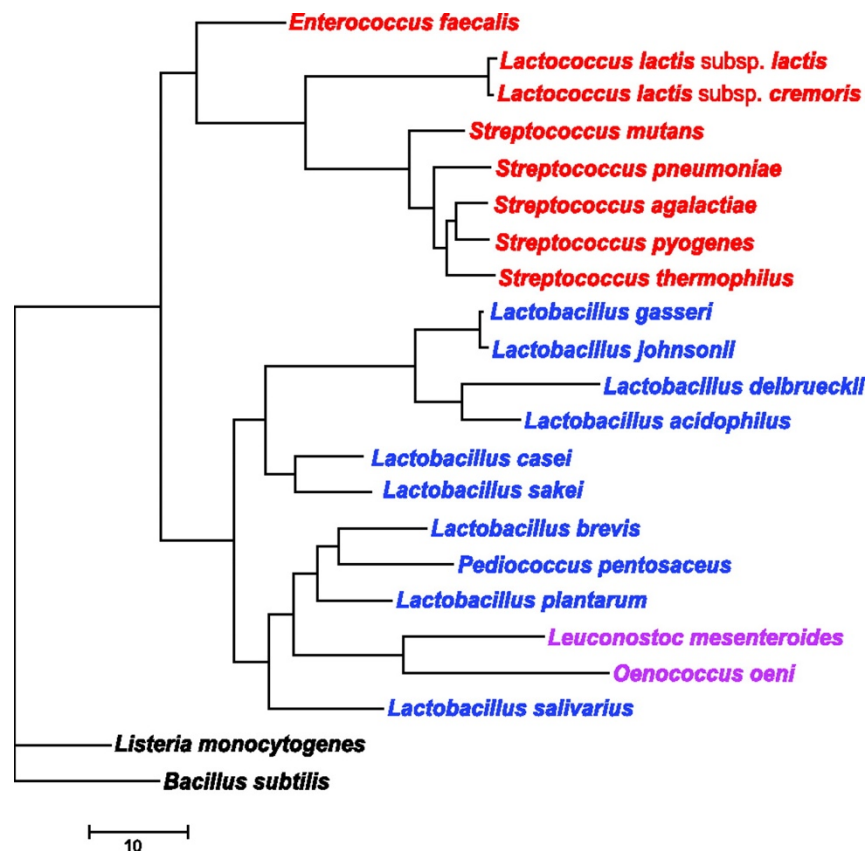 Enterococcus faecalis
Lactococcus lactis subsp. lactis
Lactococcus lactis subsp. cremoris
Streptococcus mutans
Streptococcus pneumoniae
Streptococcus agalactiae
Streptococcus pyogenes
Streptococcus thermophilus
Lactobacillus gasseri
Lactobacillus johnsonii
Lactobacillus delbrueckii
Lactobacillus acidophilus
Lactobacillus casei
Lactobacillus sakei
Lactobacillus brevis
Pediococcus pentosaceus
Lactobacillus plantarum
Leuconostoc mesenteroides
Oenococcus oeni
Lactobacillus salivarius
Listeria monocytogenes
Bacillus subtilis
10